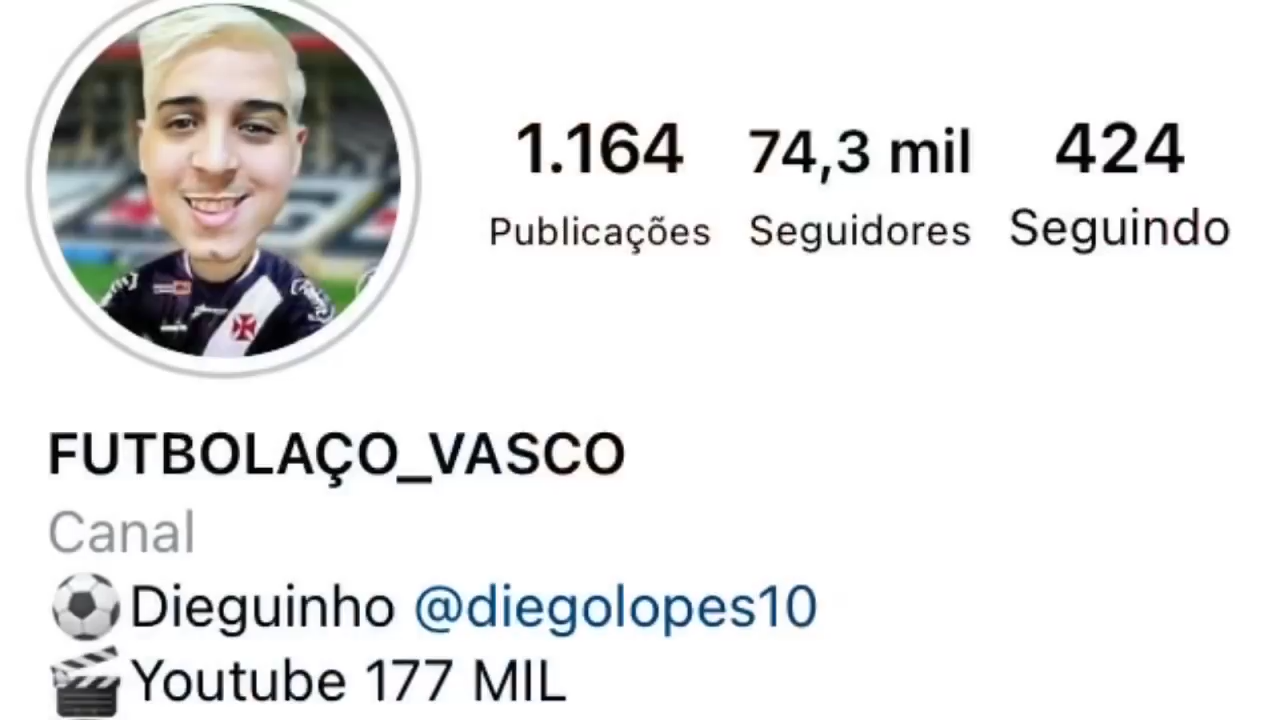 1.164 74,3 mil 424
Publicações Seguidores Seguindo
FUTBOLAÇO_VASCO
Canal
Dieguinho @diegolopes10
Youtube 177 MIL